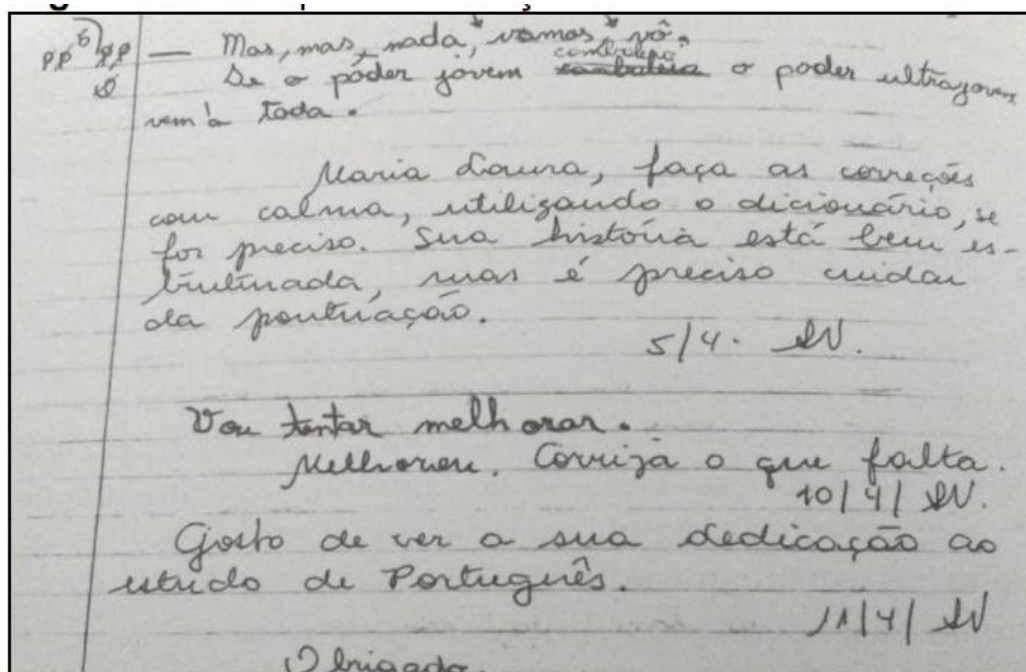 — Mas, mas, nada, vamos, vô.
Se o poder jovem o poder ultrajovem
vem à toda.
Maria Laura, faça as correções
com calma, utilizando o dicionário, se
for preciso. Sua história está bem es-
truturada, mas é preciso cuidar
da pontuação.
5/4. 
Vou tentar melhorar.
Melhorou. Corrija o que falta.
10/4/
Gosto de ver a sua dedicação ao
estudo de Português.
11/4/
Obrigado.